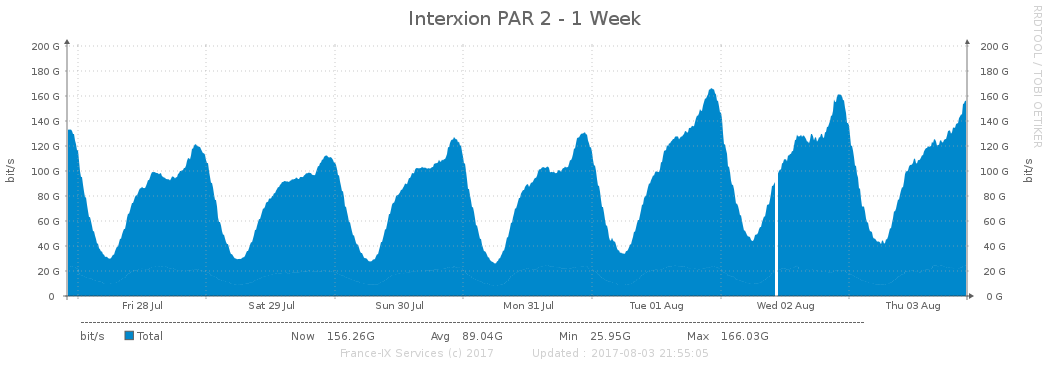 Interxion PAR 2 - 1 Week
RRDTOOL / TOBI OETIKER
200 G 200 G
180 G 180 G
160 G 160 G
140 G 140 G
120 G 120 G
100 G 100 G
80 G 80 G
60 G 60 G
40 G 40 G
20 G 20 G
0 0 G
bit/s bit/s
Fri 28 Jul Sat 29 Jul Sun 30 Jul Mon 31 Jul Tue 01 Aug Wed 02 Aug Thu 03 Aug
bit/s Total Now 156.26G Avg 89.04G Min 25.95G Max 166.03G
France-IX Services (c) 2017 Updated : 2017-08-03 21:55:05